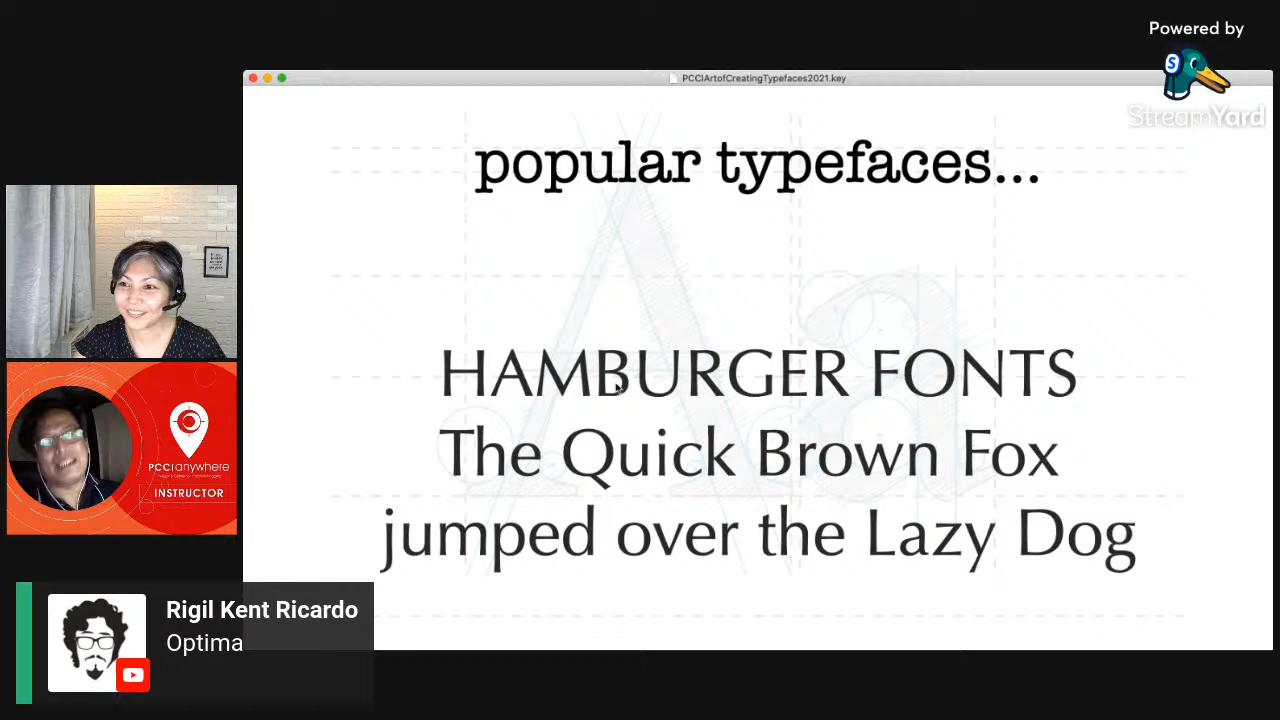 Powered by
S
StreamYard
PCCIArtofCreatingTypefaces2021.key
popular typefaces...
HAMBURGER FONTS
The Quick Brown Fox
jumped over the Lazy Dog
PCCIanywhere
INSTRUCTOR
Rigil Kent Ricardo
Optima